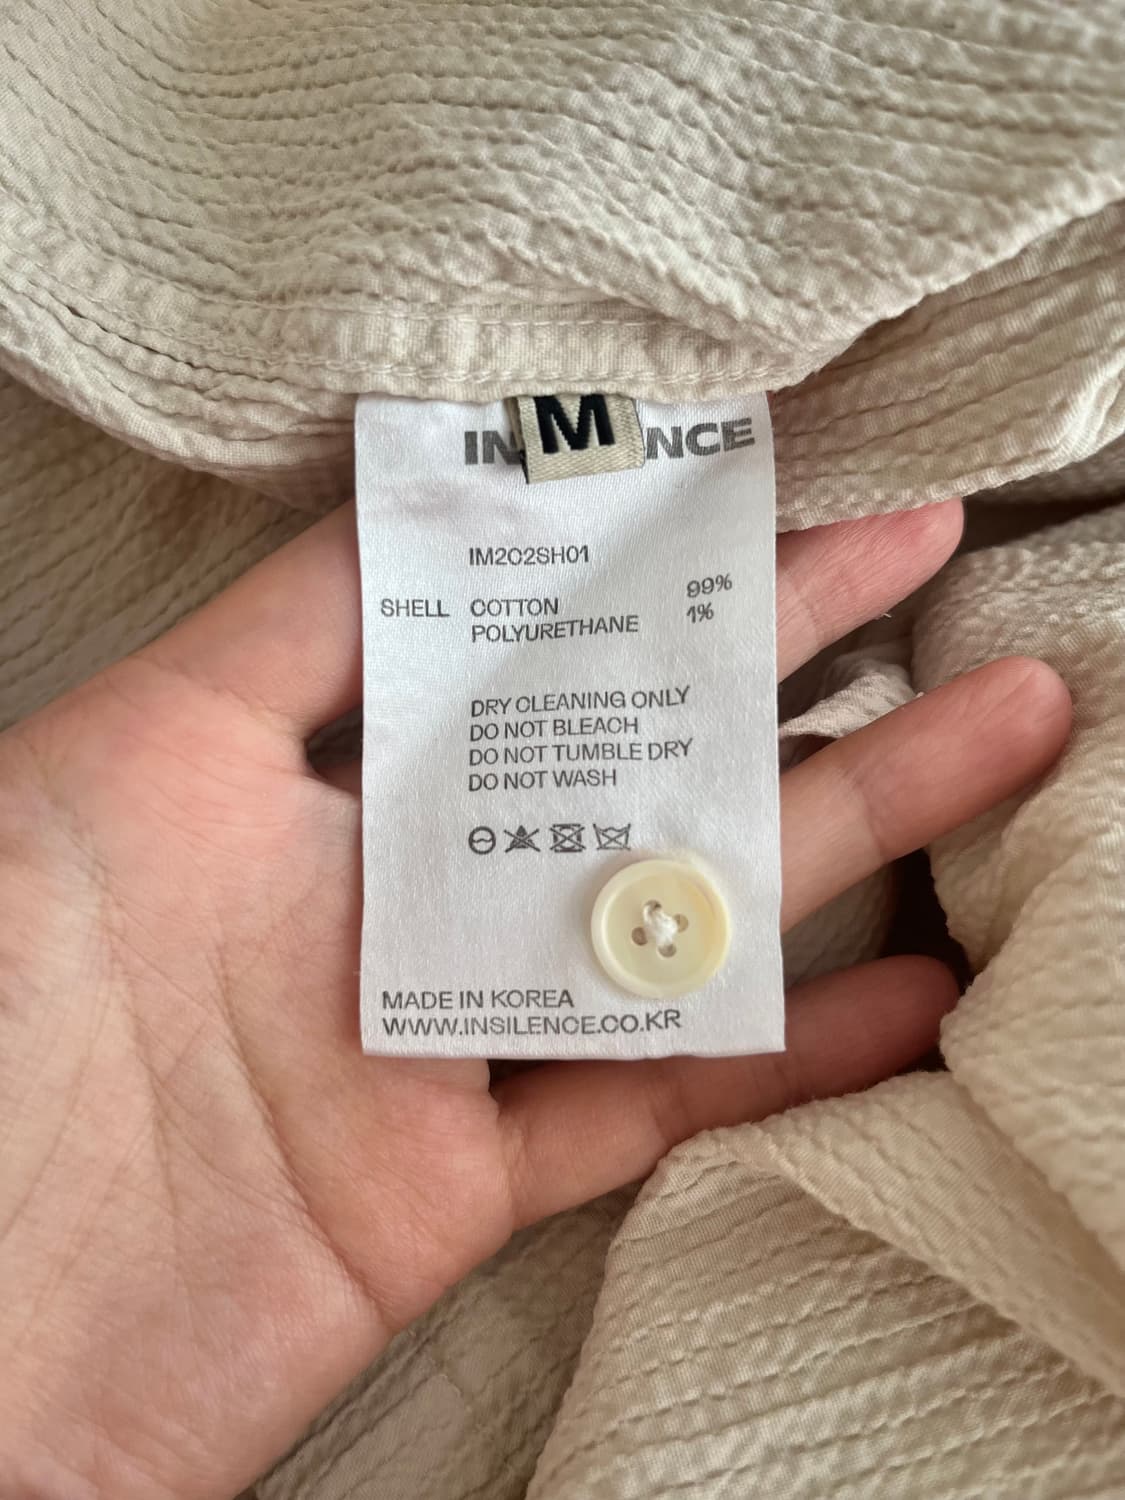 M
IN NCE
IM2C2SH01
SHELL COTTON 99%
POLYURETHANE 1%
DRY CLEANING ONLY
DO NOT BLEACH
DO NOT TUMBLE DRY
DO NOT WASH
MADE IN KOREA
WWW.INSILENCE.CO.KR